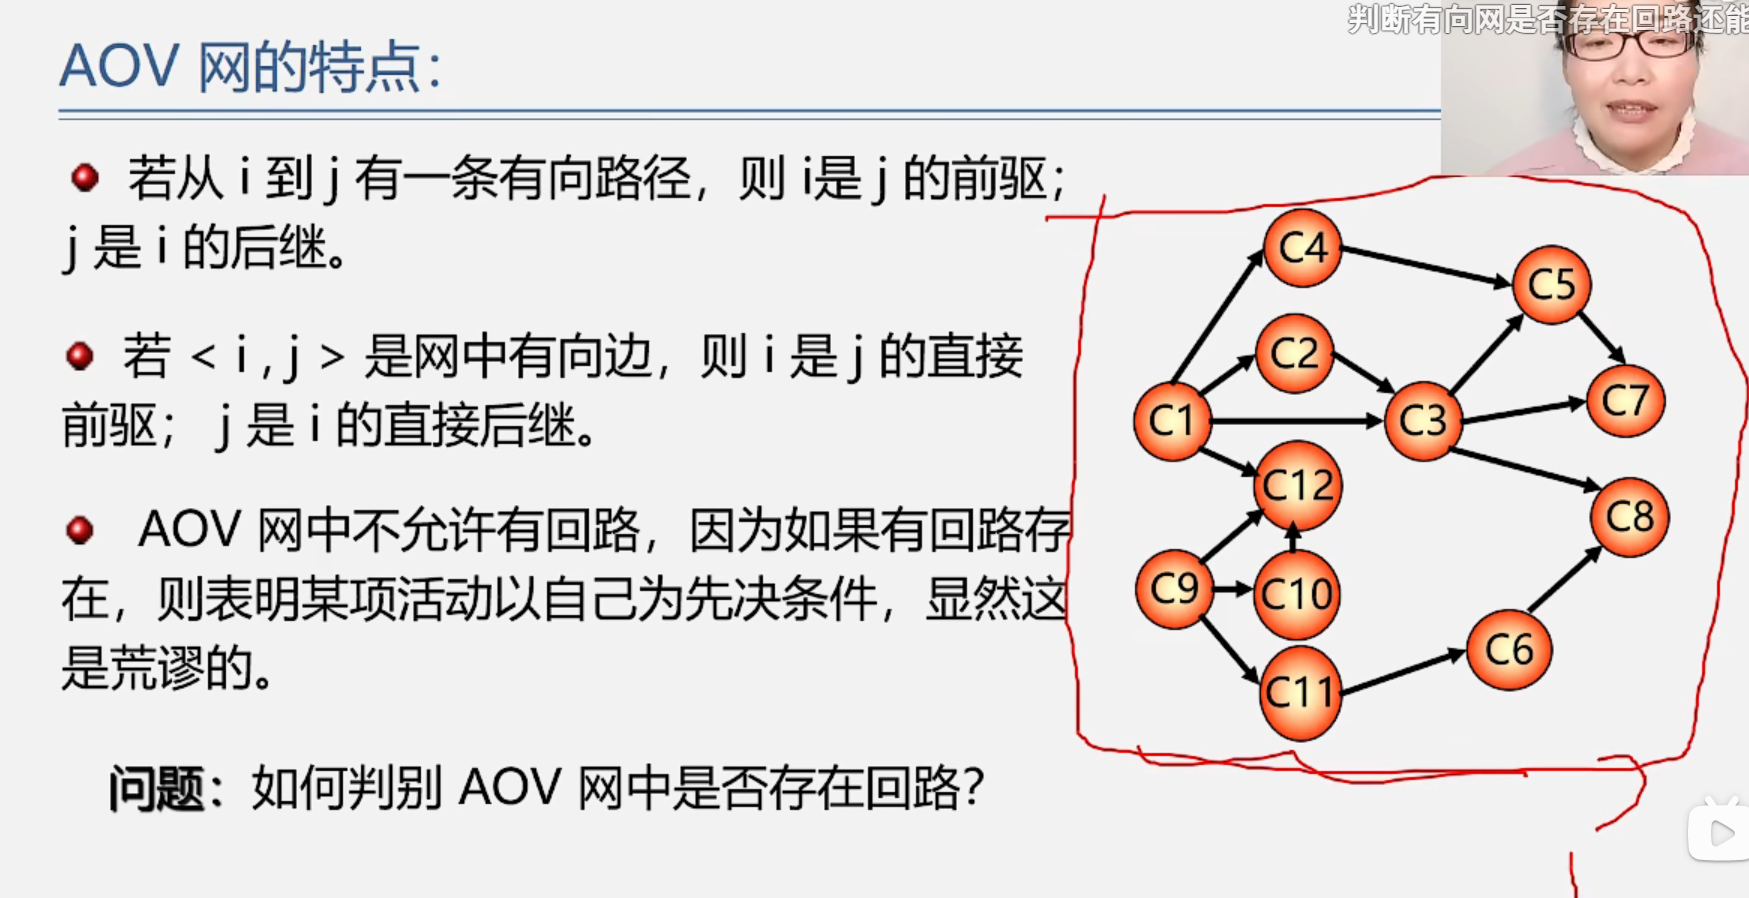 判断有向网是否存在回路还能
AOV 网的特点：
若从 i 到 j 有一条有向路径，则 i是 j 的前驱；
j 是 i 的后继。
若 < i , j > 是网中有向边，则 i 是 j 的直接
前驱； j 是 i 的直接后继。
AOV 网中不允许有回路，因为如果有回路存
在，则表明某项活动以自己为先决条件，显然这
是荒谬的。
问题：如何判别 AOV 网中是否存在回路？
C4
C5
C2
C7
C1
C3
C12
C8
C9
C10
C6
C11